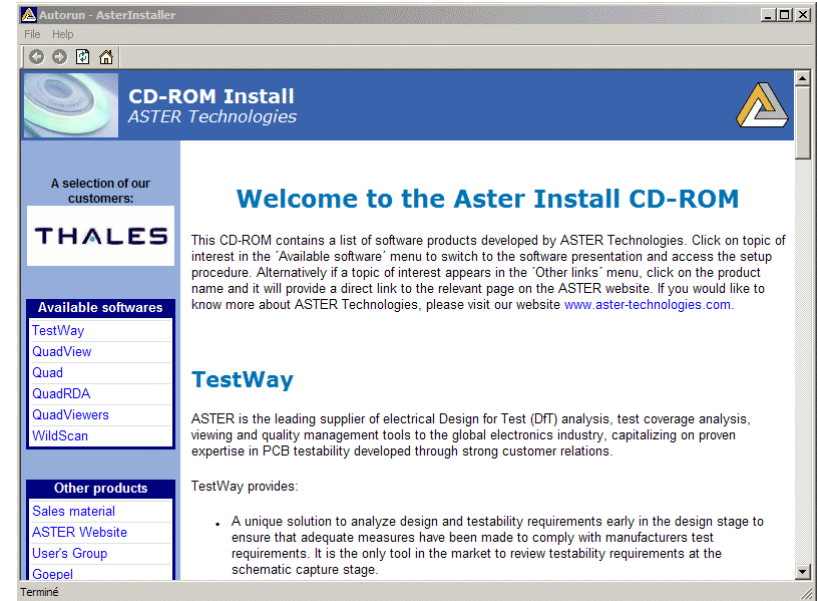 Autorun - AsterInstaller
File Help
CD-ROM Install
ASTER Technologies
A selection of our
customers:
THALES
Available softwares
TestWay
QuadView
Quad
QuadRDA
QuadViewers
WildScan
Other products
Sales material
ASTER Website
User's Group
Goepel
Welcome to the Aster Install CD-ROM
This CD-ROM contains a list of software products developed by ASTER Technologies. Click on topic of
interest in the ´Available software´ menu to switch to the software presentation and access the setup
procedure. Alternatively if a topic of interest appears in the ´Other links´ menu, click on the product
name and it will provide a direct link to the relevant page on the ASTER website. If you would like to
know more about ASTER Technologies, please visit our website www.aster-technologies.com.
TestWay
ASTER is the leading supplier of electrical Design for Test (DfT) analysis, test coverage analysis,
viewing and quality management tools to the global electronics industry, capitalizing on proven
expertise in PCB testability developed through strong customer relations.
TestWay provides:
• A unique solution to analyze design and testability requirements early in the design stage to
ensure that adequate measures have been made to comply with manufacturers test
requirements. It is the only tool in the market to review testability requirements at the
schematic capture stage.
Terminé